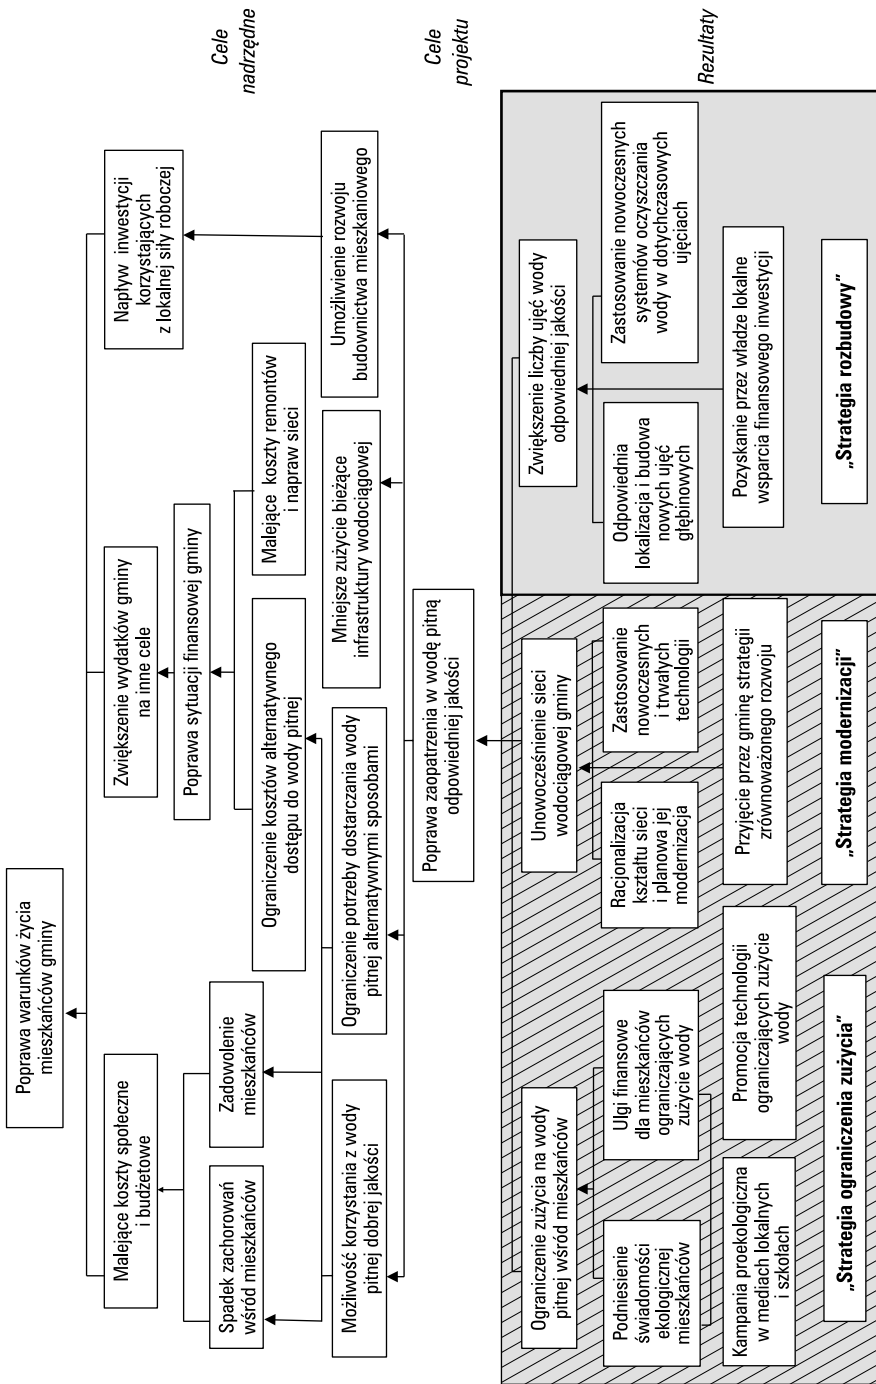 Poprawa warunków życia
mieszkańców gminy
Malejące koszty społeczne
i budżetowe
Zwiększenie wydatków gminy
na inne cele
Napływ inwestycji
korzystających
z lokalnej siły roboczej
Cele
nadrzędne
Poprawa sytuacji finansowej gminy
Spadek zachorowań
wśród mieszkańców
Zadowolenie
mieszkańców
Ograniczenie kosztów alternatywnego
dostępu do wody pitnej
Malejące koszty remontów
i napraw sieci
Możliwość korzystania z wody
pitnej dobrej jakości
Ograniczenie potrzeby dostarczania wody
pitnej alternatywnymi sposobami
Mniejsze zużycie bieżące
infrastruktury wodociągowej
Umożliwienie rozwoju
budownictwa mieszkaniowego
Cele
projektu
Poprawa zaopatrzenia w wodę pitną
odpowiedniej jakości
Ograniczenie zużycia na wody
pitnej wśród mieszkańców
Unowocześnienie sieci
wodociągowej gminy
Zwiększenie liczby ujęć wody
odpowiedniej jakości
Podniesienie
świadomości
ekologicznej
mieszkańców
Ulgi finansowe
dla mieszkańców
ograniczających
zużycie wody
Racjonalizacja
kształtu sieci
i planowa jej
modernizacja
Zastosowanie
nowoczesnych
i trwałych
technologii
Odpowiednia
lokalizacja i budowa
nowych ujęć
głębinowych
Zastosowanie nowoczesnych
systemów oczyszczania
wody w dotychczasowych
ujęciach
Rezultaty
Kampania proekologiczna
w mediach lokalnych
i szkołach
Promocja technologii
ograniczających zużycie
wody
Przyjęcie przez gminę strategii
zrównoważonego rozwoju
Pozyskanie przez władze lokalne
wsparcia finansowego inwestycji
„Strategia ograniczenia zużycia”
„Strategia modernizacji”
„Strategia rozbudowy”